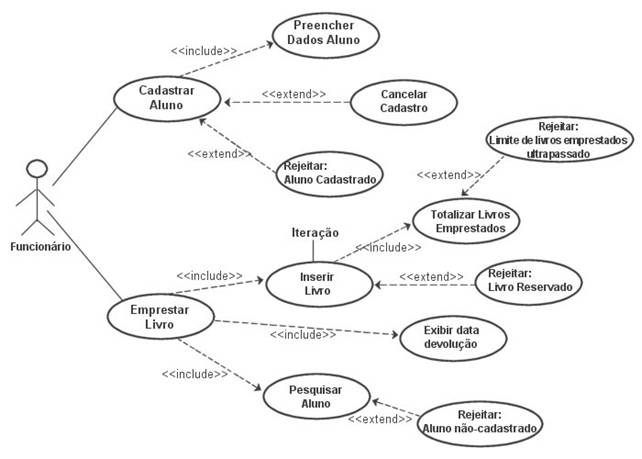 Preencher
Dados Aluno
<<include>>
Cadastrar
Aluno
<<extend>>
Cancelar
Cadastro
<<extend>>
Rejeitar:
Aluno Cadastrado
Rejeitar:
Limite de livros emprestados
ultrapassado
<<extend>>
Totalizar Livros
Emprestados
Funcionário
Iteração
<<include>>
<<include>>
Inserir
Livro
<<extend>>
Rejeitar:
Livro Reservado
Emprestar
Livro
<<include>>
Exibir data
devolução
<<include>>
Pesquisar
Aluno
<<extend>>
Rejeitar:
Aluno não-cadastrado